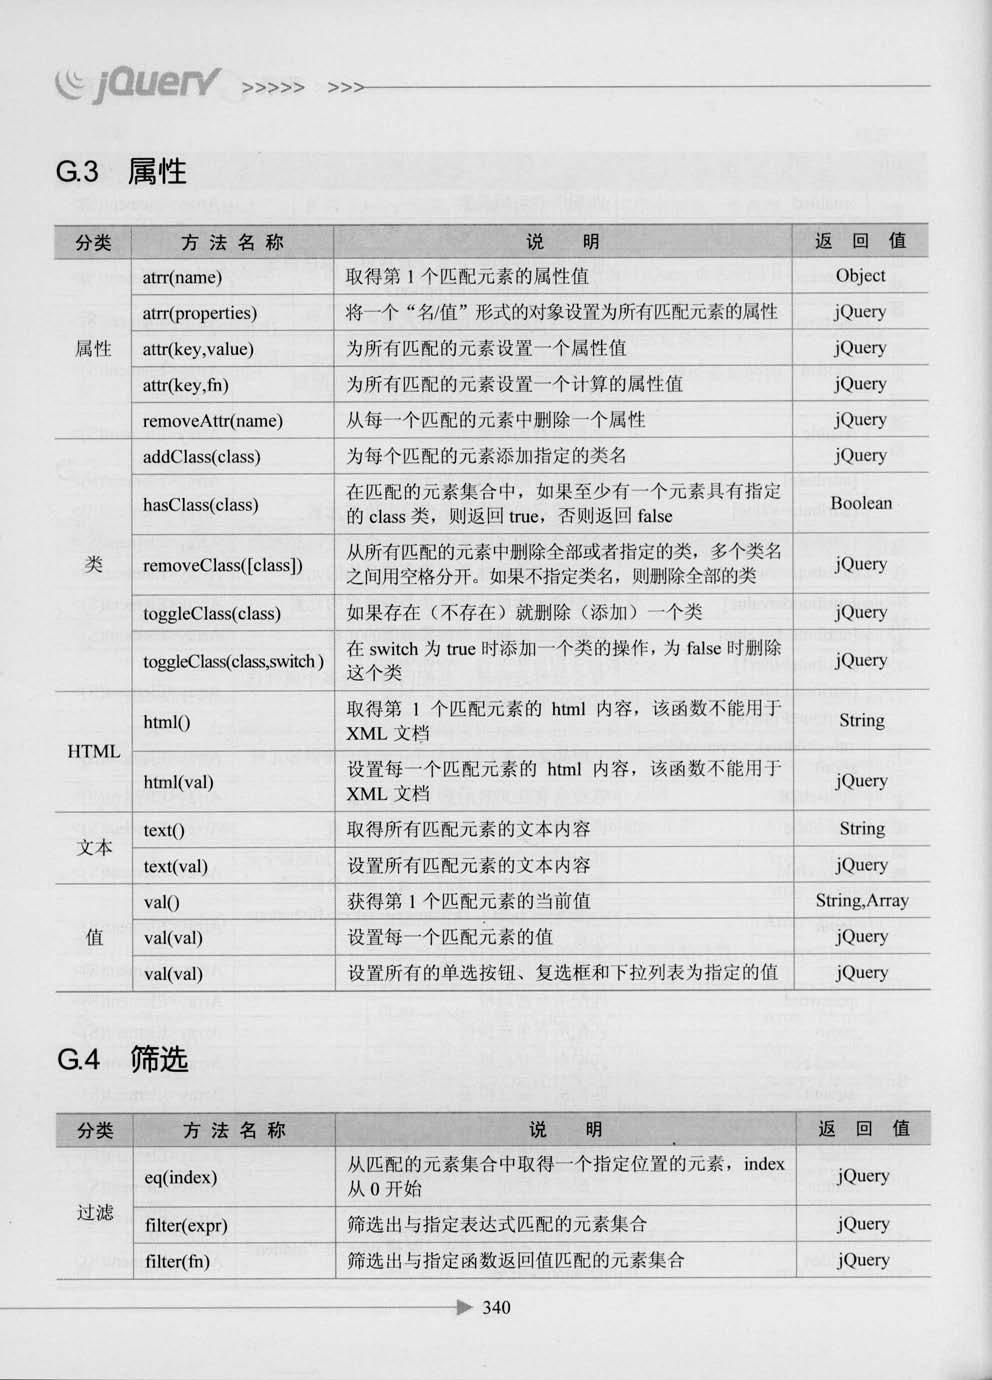 jQuery >>>>> >>>
G.3 属性
分类 方法名称 说明 返回值
属性
atrr(name) 取得第 1 个匹配元素的属性值 Object
atrr(properties) 将一个“名/值”形式的对象设置为所有匹配元素的属性 jQuery
attr(key,value) 为所有匹配的元素设置一个属性值 jQuery
attr(key,fn) 为所有匹配的元素设置一个计算的属性值 jQuery
removeAttr(name) 从每一个匹配的元素中删除一个属性 jQuery
类
addClass(class) 为每个匹配的元素添加指定的类名 jQuery
hasClass(class) 在匹配的元素集合中，如果至少有一个元素具有指定
的 class 类，则返回 true，否则返回 false Boolean
removeClass([class]) 从所有匹配的元素中删除全部或者指定的类，多个类名
之间用空格分开。如果不指定类名，则删除全部的类 jQuery
toggleClass(class) 如果存在（不存在）就删除（添加）一个类 jQuery
toggleClass(class,switch) 在 switch 为 true 时添加一个类的操作，为 false 时删除
这个类 jQuery
HTML
html() 取得第 1 个匹配元素的 html 内容，该函数不能用于
XML 文档 String
html(val) 设置每一个匹配元素的 html 内容，该函数不能用于
XML 文档 jQuery
文本
text() 取得所有匹配元素的文本内容 String
text(val) 设置所有匹配元素的文本内容 jQuery
值
val() 获得第 1 个匹配元素的当前值 String,Array
val(val) 设置每一个匹配元素的值 jQuery
val(val) 设置所有的单选按钮、复选框和下拉列表为指定的值 jQuery
G.4 筛选
分类 方法名称 说明 返回值
过滤
eq(index) 从匹配的元素集合中取得一个指定位置的元素，index
从 0 开始 jQuery
filter(expr) 筛选出与指定表达式匹配的元素集合 jQuery
filter(fn) 筛选出与指定函数返回值匹配的元素集合 jQuery
340